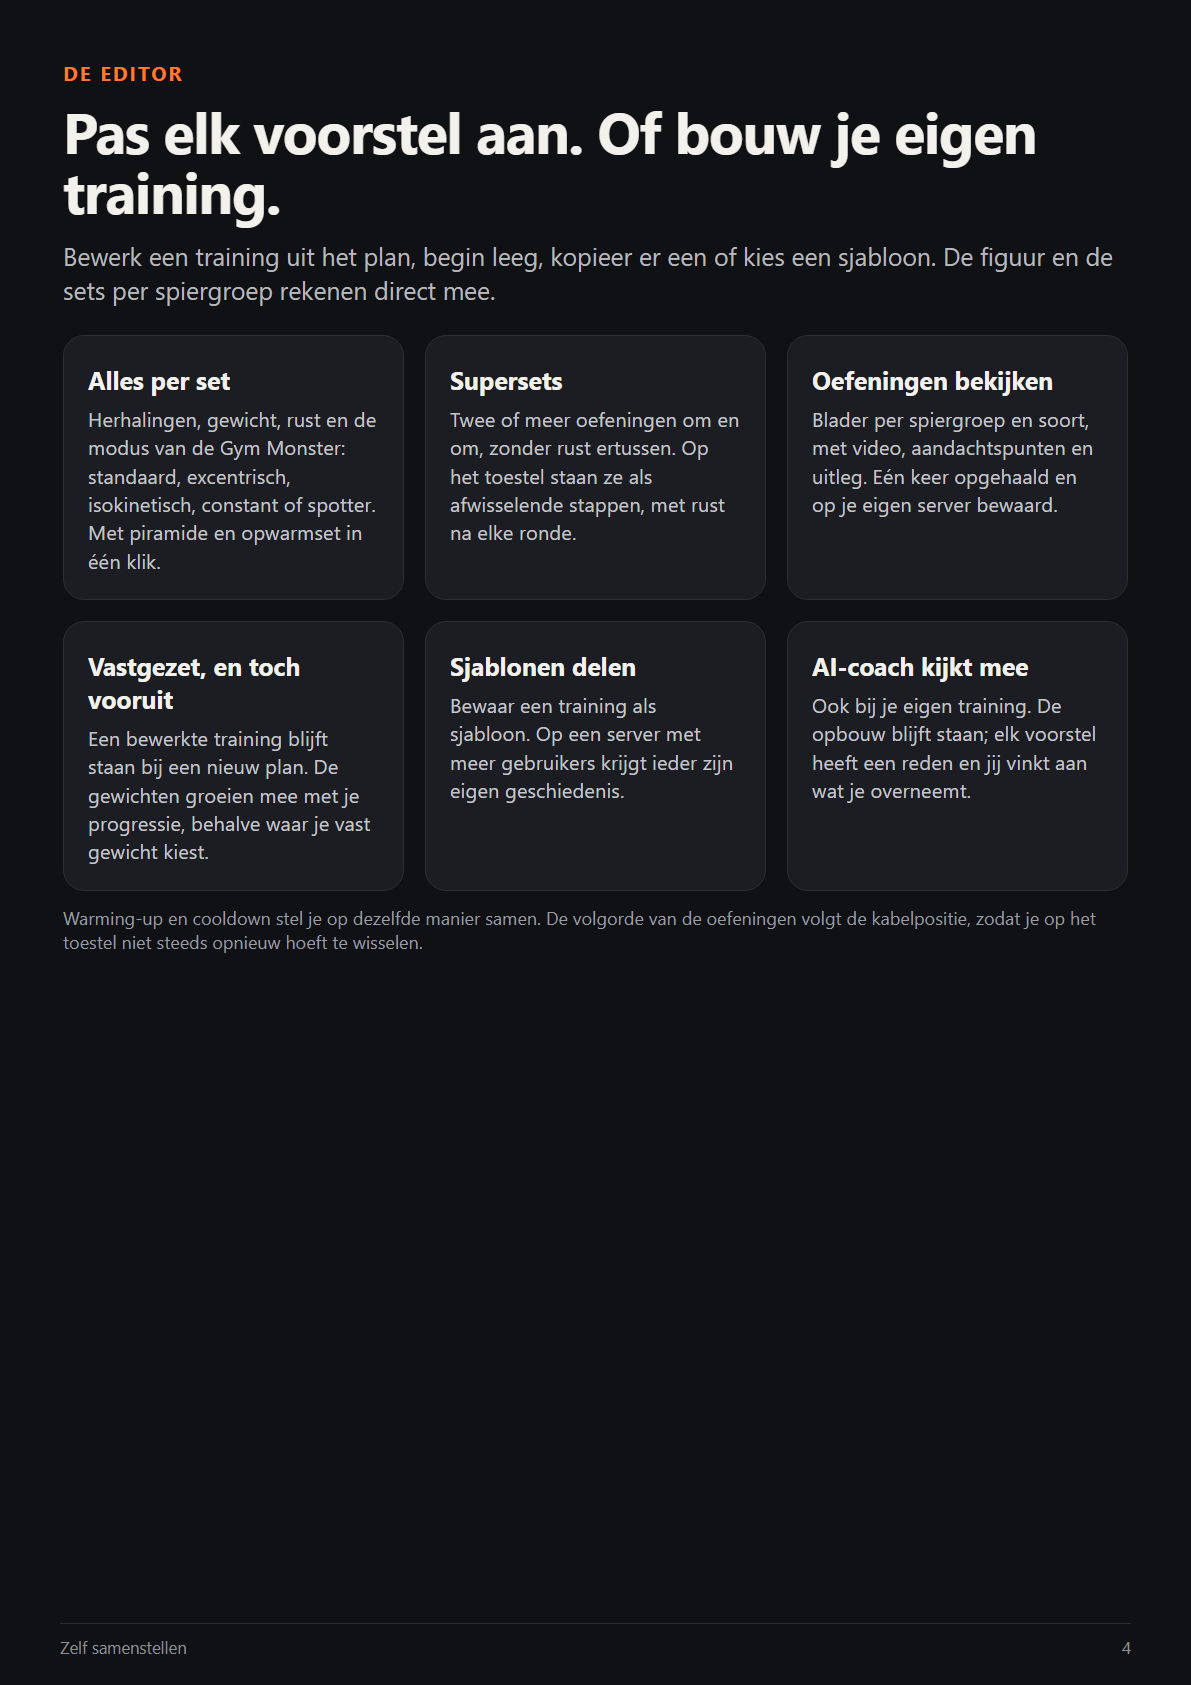 DE EDITOR
Pas elk voorstel aan. Of bouw je eigen
training.
Bewerk een training uit het plan, begin leeg, kopieer er een of kies een sjabloon. De figuur en de
sets per spiergroep rekenen direct mee.
Alles per set
Herhalingen, gewicht, rust en de
modus van de Gym Monster:
standaard, excentrisch,
isokinetisch, constant of spotter.
Met piramide en opwarmset in
één klik.
Supersets
Twee of meer oefeningen om en
om, zonder rust ertussen. Op
het toestel staan ze als
afwisselende stappen, met rust
na elke ronde.
Oefeningen bekijken
Blader per spiergroep en soort,
met video, aandachtspunten en
uitleg. Eén keer opgehaald en
op je eigen server bewaard.
Vastgezet, en toch
vooruit
Een bewerkte training blijft
staan bij een nieuw plan. De
gewichten groeien mee met je
progressie, behalve waar je vast
gewicht kiest.
Sjablonen delen
Bewaar een training als
sjabloon. Op een server met
meer gebruikers krijgt ieder zijn
eigen geschiedenis.
AI-coach kijkt mee
Ook bij je eigen training. De
opbouw blijft staan; elk voorstel
heeft een reden en jij vinkt aan
wat je overneemt.
Warming-up en cooldown stel je op dezelfde manier samen. De volgorde van de oefeningen volgt de kabelpositie, zodat je op het
toestel niet steeds opnieuw hoeft te wisselen.
Zelf samenstellen
4